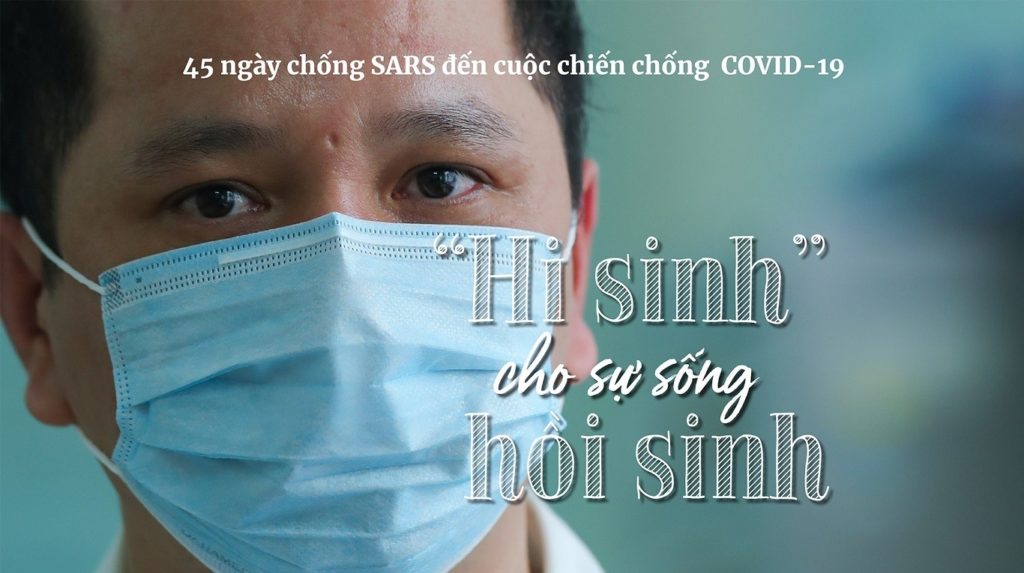 45 ngày chống SARS đến cuộc chiến chống COVID-19
“Hi sinh”
cho sự sống
hồi sinh